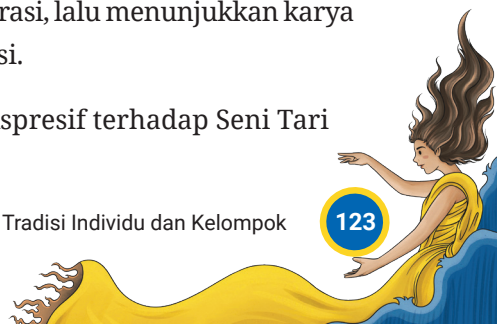 rasi, lalu menunjukkan karya
si.
spresif terhadap Seni Tari
Tradisi Individu dan Kelompok
123